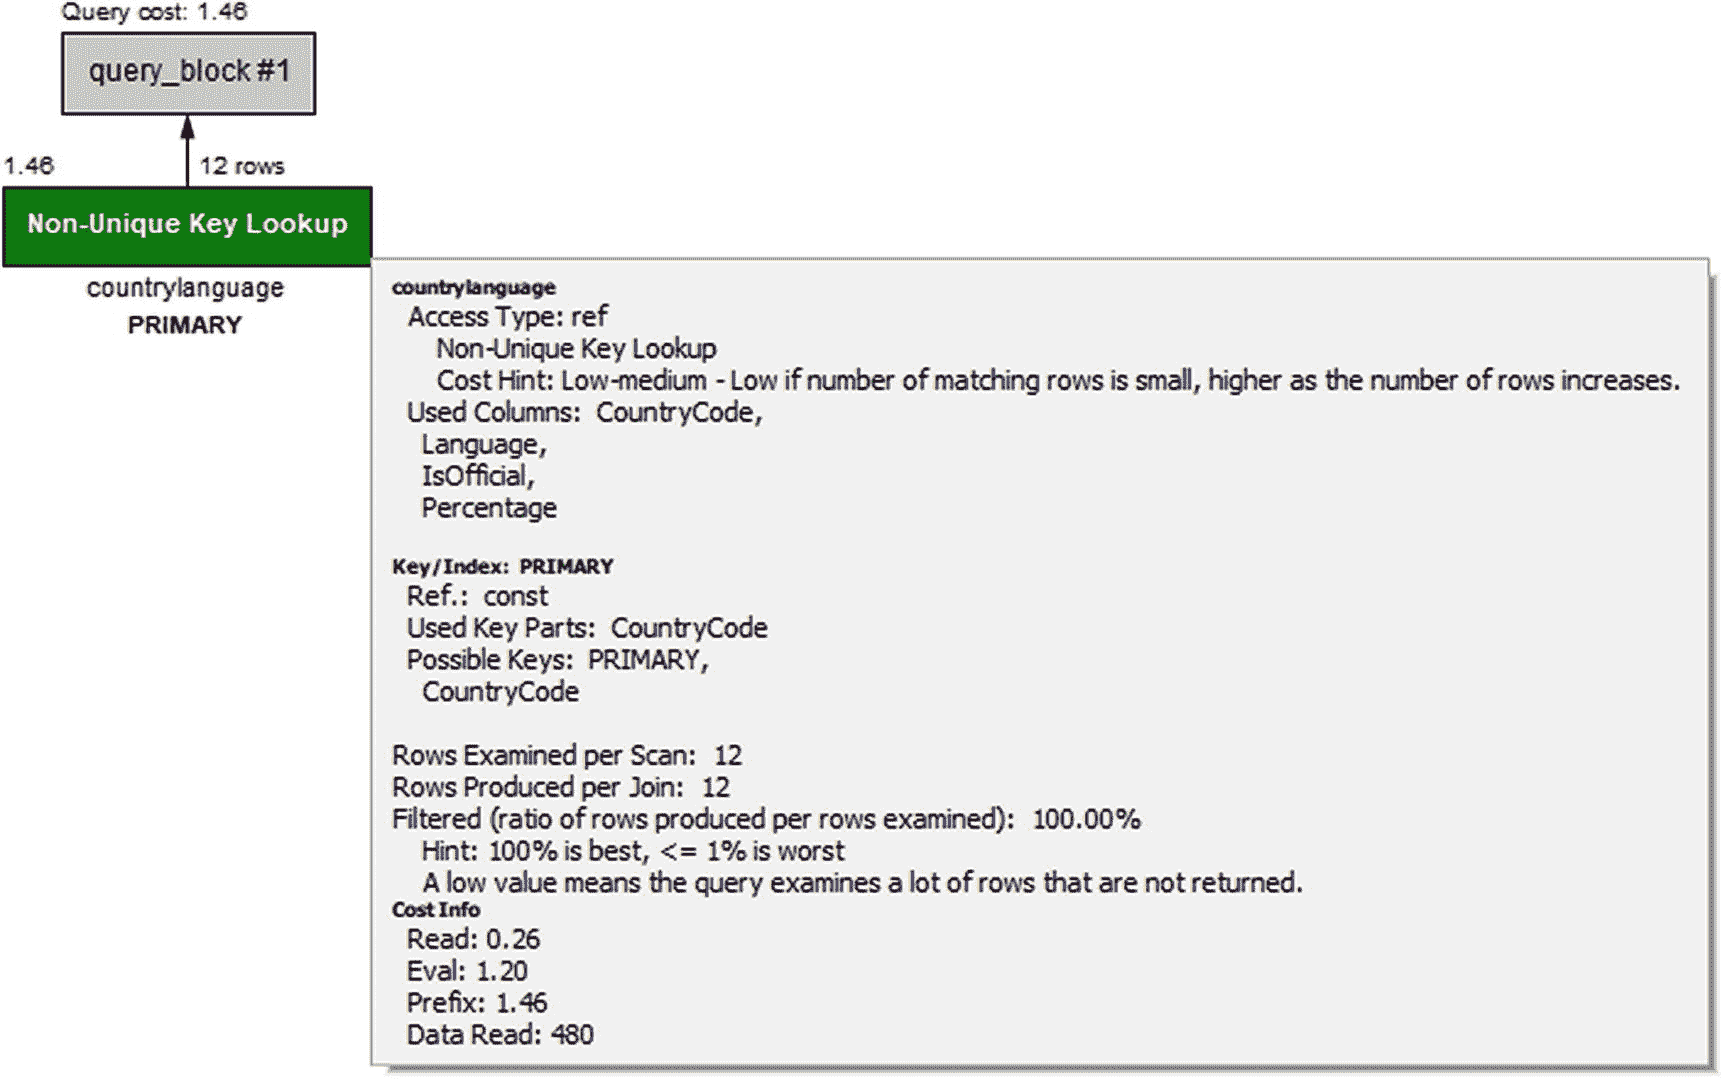 Query cost: 1.46
query_block #1
1.46
12 rows
Non-Unique Key Lookup
countrylanguage
PRIMARY
countrylanguage
Access Type: ref
Non-Unique Key Lookup
Cost Hint: Low-medium - Low if number of matching rows is small, higher as the number of rows increases.
Used Columns: CountryCode,
Language,
IsOfficial,
Percentage
Key/Index: PRIMARY
Ref.: const
Used Key Parts: CountryCode
Possible Keys: PRIMARY,
CountryCode
Rows Examined per Scan: 12
Rows Produced per Join: 12
Filtered (ratio of rows produced per rows examined): 100.00%
Hint: 100% is best, <= 1% is worst
A low value means the query examines a lot of rows that are not returned.
Cost Info
Read: 0.26
Eval: 1.20
Prefix: 1.46
Data Read: 480